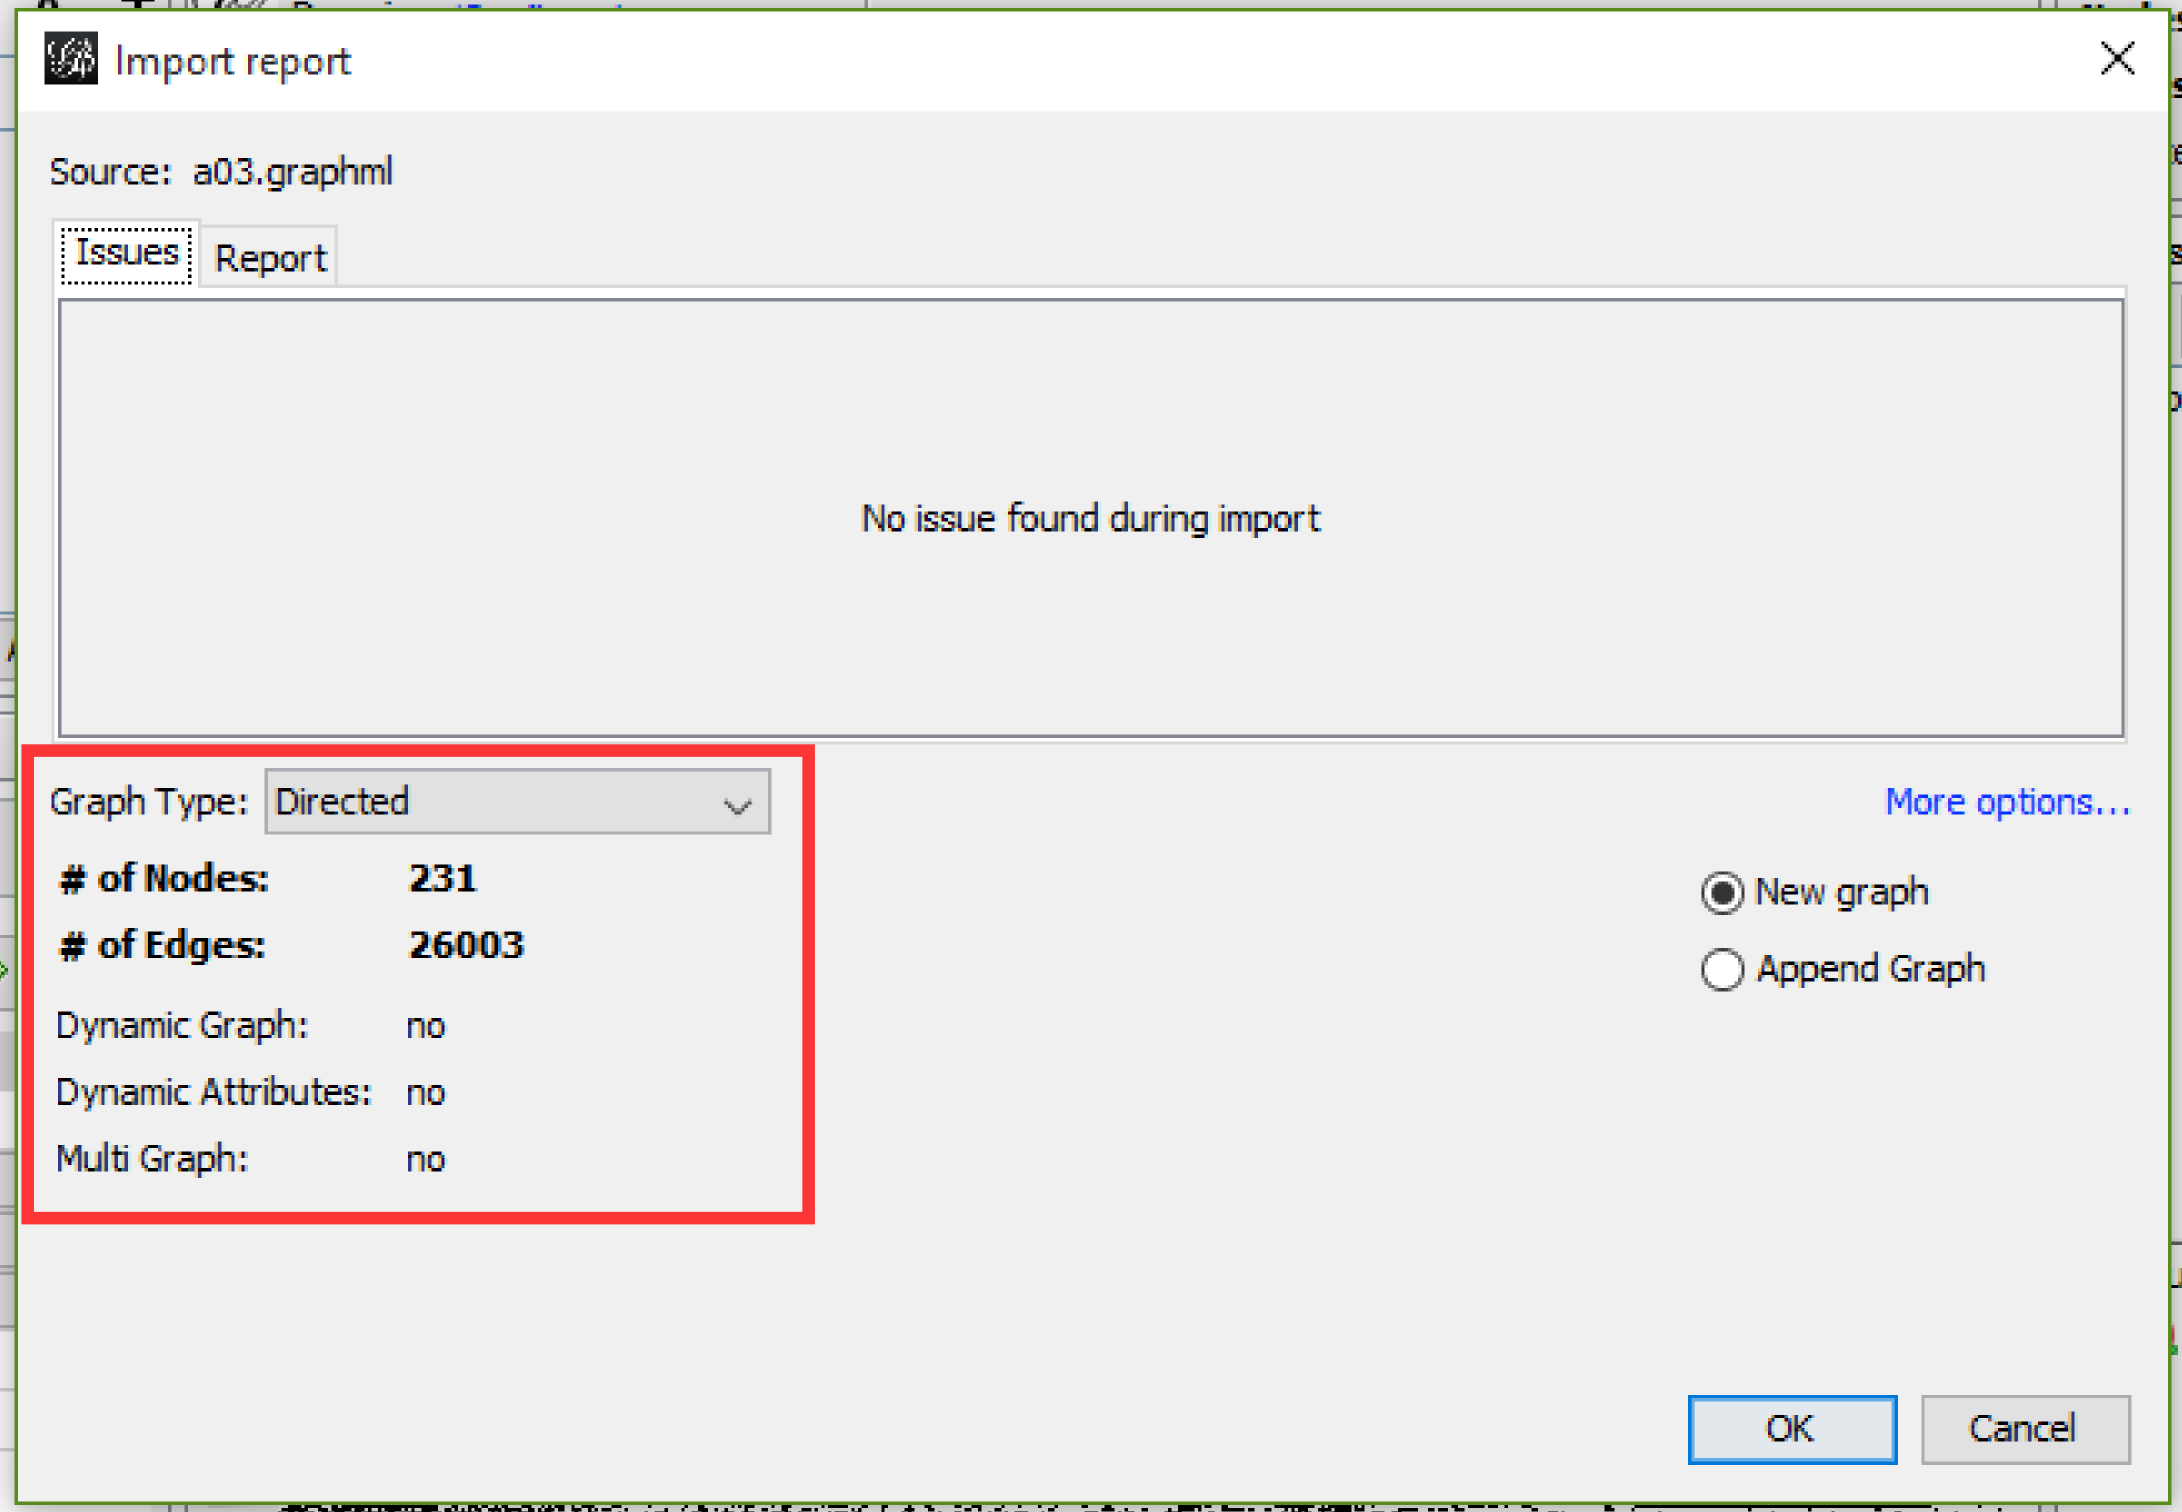 Import report
Source: a03.graphml
Issues Report
No issue found during import
Graph Type: Directed
More options...
# of Nodes: 231
# of Edges: 26003
Dynamic Graph: no
Dynamic Attributes: no
Multi Graph: no
New graph
Append Graph
OK Cancel